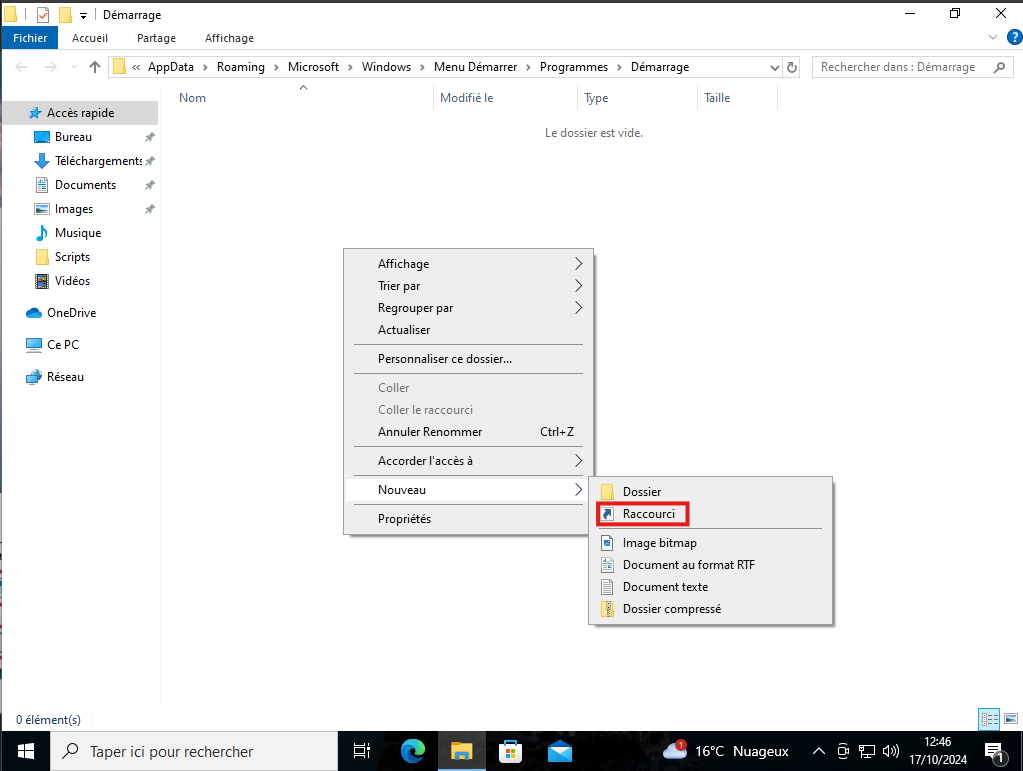 Démarrage
Fichier Accueil Partage Affichage
« AppData > Roaming > Microsoft > Windows > Menu Démarrer > Programmes > Démarrage
Rechercher dans : Démarrage
Nom Modifié le Type Taille
Le dossier est vide.
Accès rapide
Bureau
Téléchargements
Documents
Images
Musique
Scripts
Vidéos
OneDrive
Ce PC
Réseau
Affichage
Trier par
Regrouper par
Actualiser
Personnaliser ce dossier...
Coller
Coller le raccourci
Annuler Renommer Ctrl+Z
Accorder l'accès à
Nouveau
Propriétés
Dossier
Raccourci
Image bitmap
Document au format RTF
Document texte
Dossier compressé
0 élément(s)
Taper ici pour rechercher
1
16°C Nuageux
12:46
17/10/2024
1